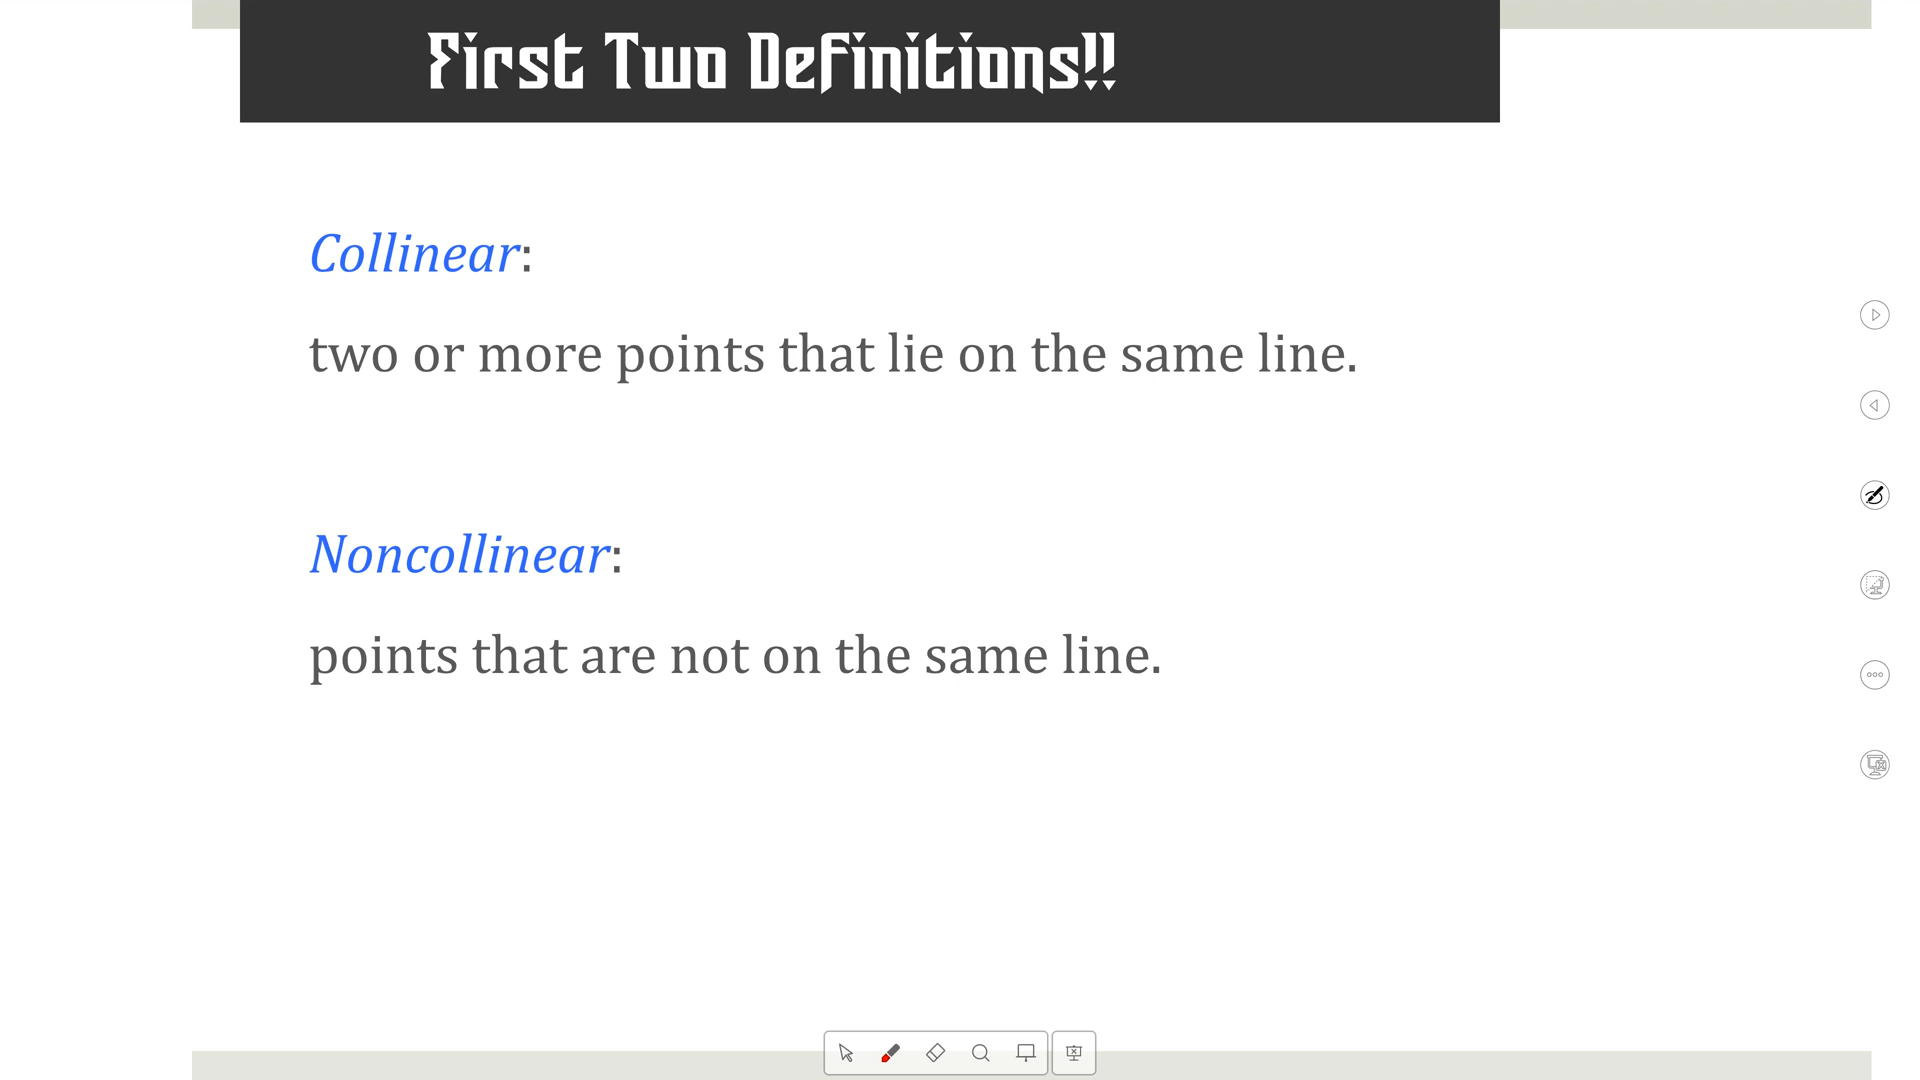 First Two Definitions!!
Collinear:
two or more points that lie on the same line.
Noncollinear:
points that are not on the same line.